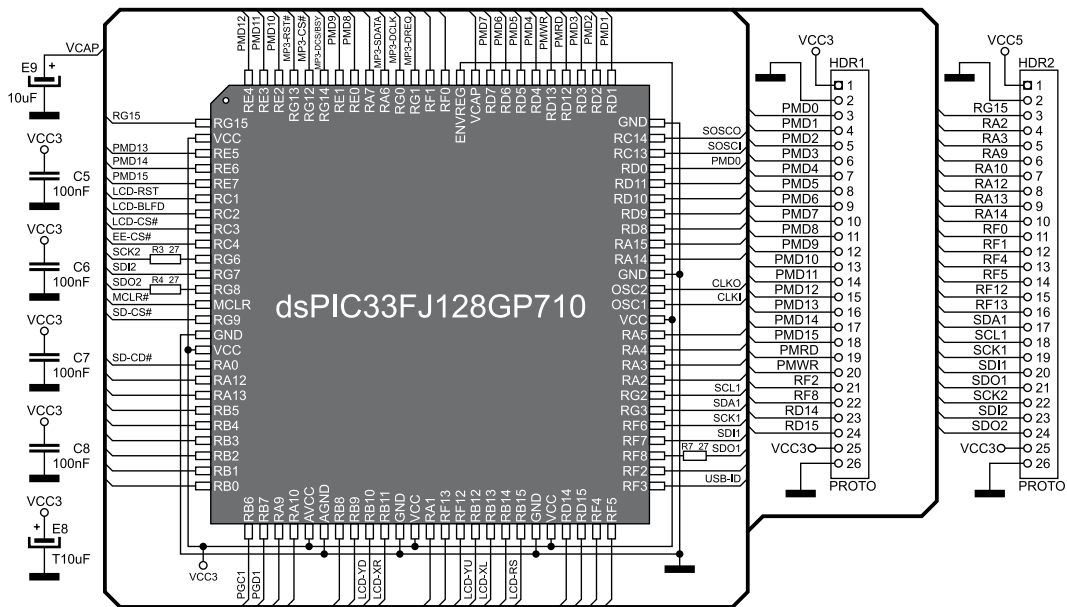 PMD12
PMD11
PMD10
MP3-RST#
MP3-CS#
MP3-DCS/BSY
PMD9
PMD8
MP3-SDATA
MP3-DCLK
MP3-DREQ
PMD7
PMD6
PMD5
PMD4
PMWR
PMRD
PMD3
PMD2
PMD1
RE4
RE3
RE2
RG13
RG12
RG14
RE1
RE0
RA7
RA6
RG0
RG1
RF1
RF0
ENVREG
VCAP
RD7
RD6
RD5
RD4
RD13
RD12
RD3
RD2
RD1
VCAP
E9
+
10uF
VCC3
C5
100nF
VCC3
C6
100nF
VCC3
C7
100nF
VCC3
C8
100nF
VCC3
+
E8
T10uF
RG15
PMD13
PMD14
PMD15
LCD-RST
LCD-BLFD
LCD-CS#
EE-CS#
SCK2
R3 27
SDI2
SDO2
R4 27
MCLR#
SD-CS#
SD-CD#
RG15
VCC
RE5
RE6
RE7
RC1
RC2
RC3
RC4
RG6
RG7
RG8
MCLR
RG9
GND
VCC
RA0
RA12
RA13
RB5
RB4
RB3
RB2
RB1
RB0
dsPIC33FJ128GP710
GND
RC14
RC13
RD0
RD11
RD10
RD9
RD8
RA15
RA14
GND
OSC2
OSC1
VCC
RA5
RA4
RA3
RA2
RG2
RG3
RF6
RF7
RF8
RF2
RF3
SOSCO
SOSCI
PMD0
CLKO
CLKI
SCL1
SDA1
SCK1
SDI1
R7 27
SDO1
USB-ID
RB6
RB7
RA9
RA10
AVCC
AGND
RB8
RB9
RB10
RB11
GND
VCC
RA1
RF13
RF12
RB12
RB13
RB14
RB15
GND
VCC
RD14
RD15
RF4
RF5
VCC3
PGC1
PGD1
LCD-YD
LCD-XR
LCD-YU
LCD-XL
LCD-RS
VCC3
HDR1
1
2
PMD0 3
PMD1 4
PMD2 5
PMD3 6
PMD4 7
PMD5 8
PMD6 9
PMD7 10
PMD8 11
PMD9 12
PMD10 13
PMD11 14
PMD12 15
PMD13 16
PMD14 17
PMD15 18
PMRD 19
PMWR 20
RF2 21
RF8 22
RD14 23
RD15 24
VCC3 25
26
PROTO
VCC5
HDR2
1
2
RG15 3
RA2 4
RA3 5
RA9 6
RA10 7
RA12 8
RA13 9
RA14 10
RF0 11
RF1 12
RF4 13
RF5 14
RF12 15
RF13 16
SDA1 17
SCL1 18
SCK1 19
SDI1 20
SDO1 21
SCK2 22
SDI2 23
SDO2 24
VCC3 25
26
PROTO